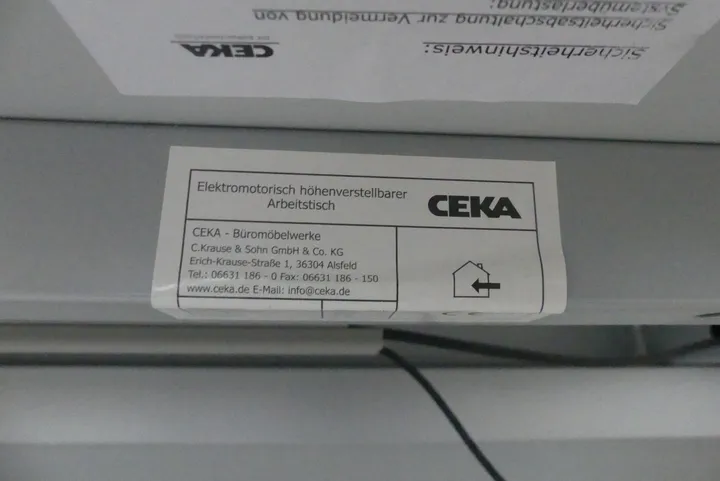 Sicherheitshinweis:
Sicherheitsabschaltung zur Vermeidung von
Systemüberlastung:
CEKA
Elektromotorisch höhenverstellbarer
Arbeitstisch
CEKA
CEKA - Büromöbelwerke
C.Krause & Sohn GmbH & Co. KG
Erich-Krause-Straße 1, 36304 Alsfeld
Tel.: 06631 186 - 0 Fax: 06631 186 - 150
www.ceka.de E-Mail: info@ceka.de